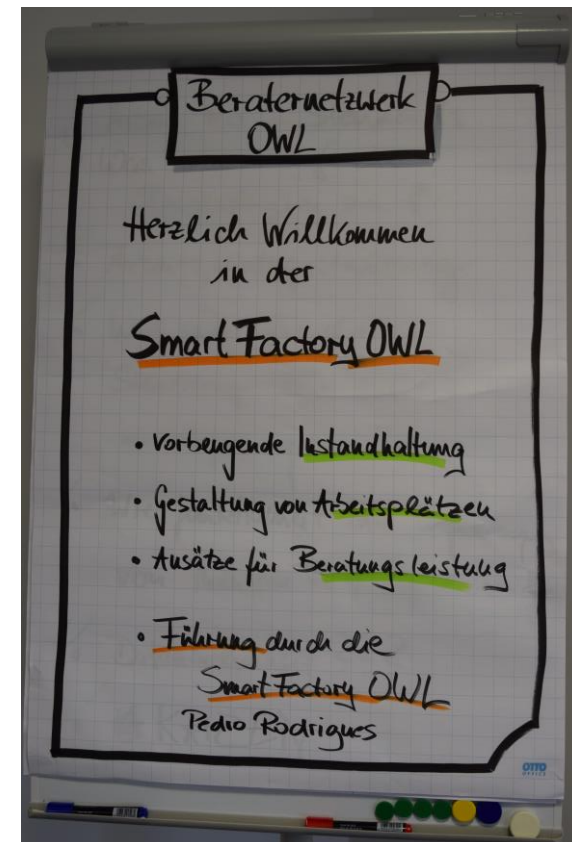 Beraternetzwerk
OWL
Herzlich Willkommen
in der
Smart Factory OWL
• Vorbeugende Instandhaltung
• Gestaltung von Arbeitsplätzen
• Ansätze für Beratungsleistung
• Führung durch die
Smart Factory OWL
Pedro Rodrigues
OTTO
OFFICE